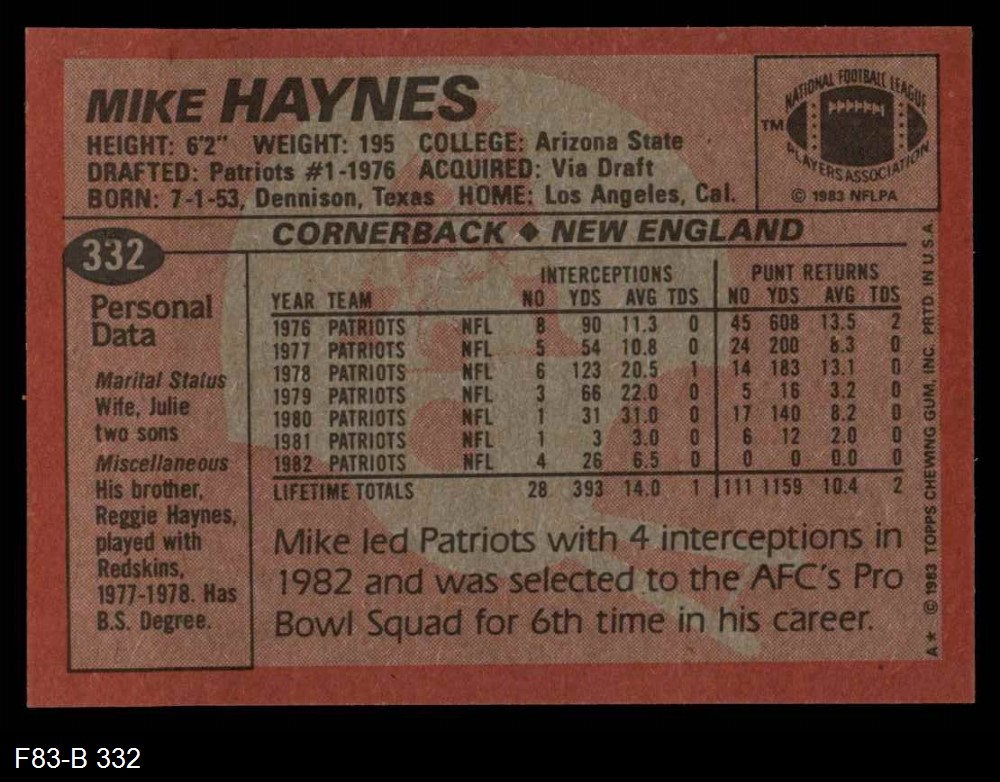 MIKE HAYNES
HEIGHT: 6'2" WEIGHT: 195 COLLEGE: Arizona State
DRAFTED: Patriots #1-1976 ACQUIRED: Via Draft
BORN: 7-1-53, Dennison, Texas HOME: Los Angeles, Cal.
NATIONAL FOOTBALL LEAGUE
TM
PLAYERS
PLAYERS ASSOCIATION
© 1983 NFLPA
332
CORNERBACK ◆ NEW ENGLAND
Personal
Data
Marital Status
Wife, Julie
two sons
Miscellaneous
His brother,
Reggie Haynes,
played with
Redskins,
1977-1978. Has
B.S. Degree.
INTERCEPTIONS PUNT RETURNS
YEAR TEAM NO YDS AVG TDS NO YDS AVG TDS
1976 PATRIOTS NFL 8 90 11.3 0 45 608 13.5 2
1977 PATRIOTS NFL 5 54 10.8 0 24 200 8.3 0
1978 PATRIOTS NFL 6 123 20.5 1 14 183 13.1 0
1979 PATRIOTS NFL 3 66 22.0 0 5 16 3.2 0
1980 PATRIOTS NFL 1 31 31.0 0 17 140 8.2 0
1981 PATRIOTS NFL 1 3 3.0 0 6 12 2.0 0
1982 PATRIOTS NFL 4 26 6.5 0 0 0 0.0 0
LIFETIME TOTALS 28 393 14.0 1 111 1159 10.4 2
Mike led Patriots with 4 interceptions in
1982 and was selected to the AFC's Pro
Bowl Squad for 6th time in his career.
A★ © 1983 TOPPS CHEWING GUM, INC. PRTD. IN U.S.A.
F83-B 332